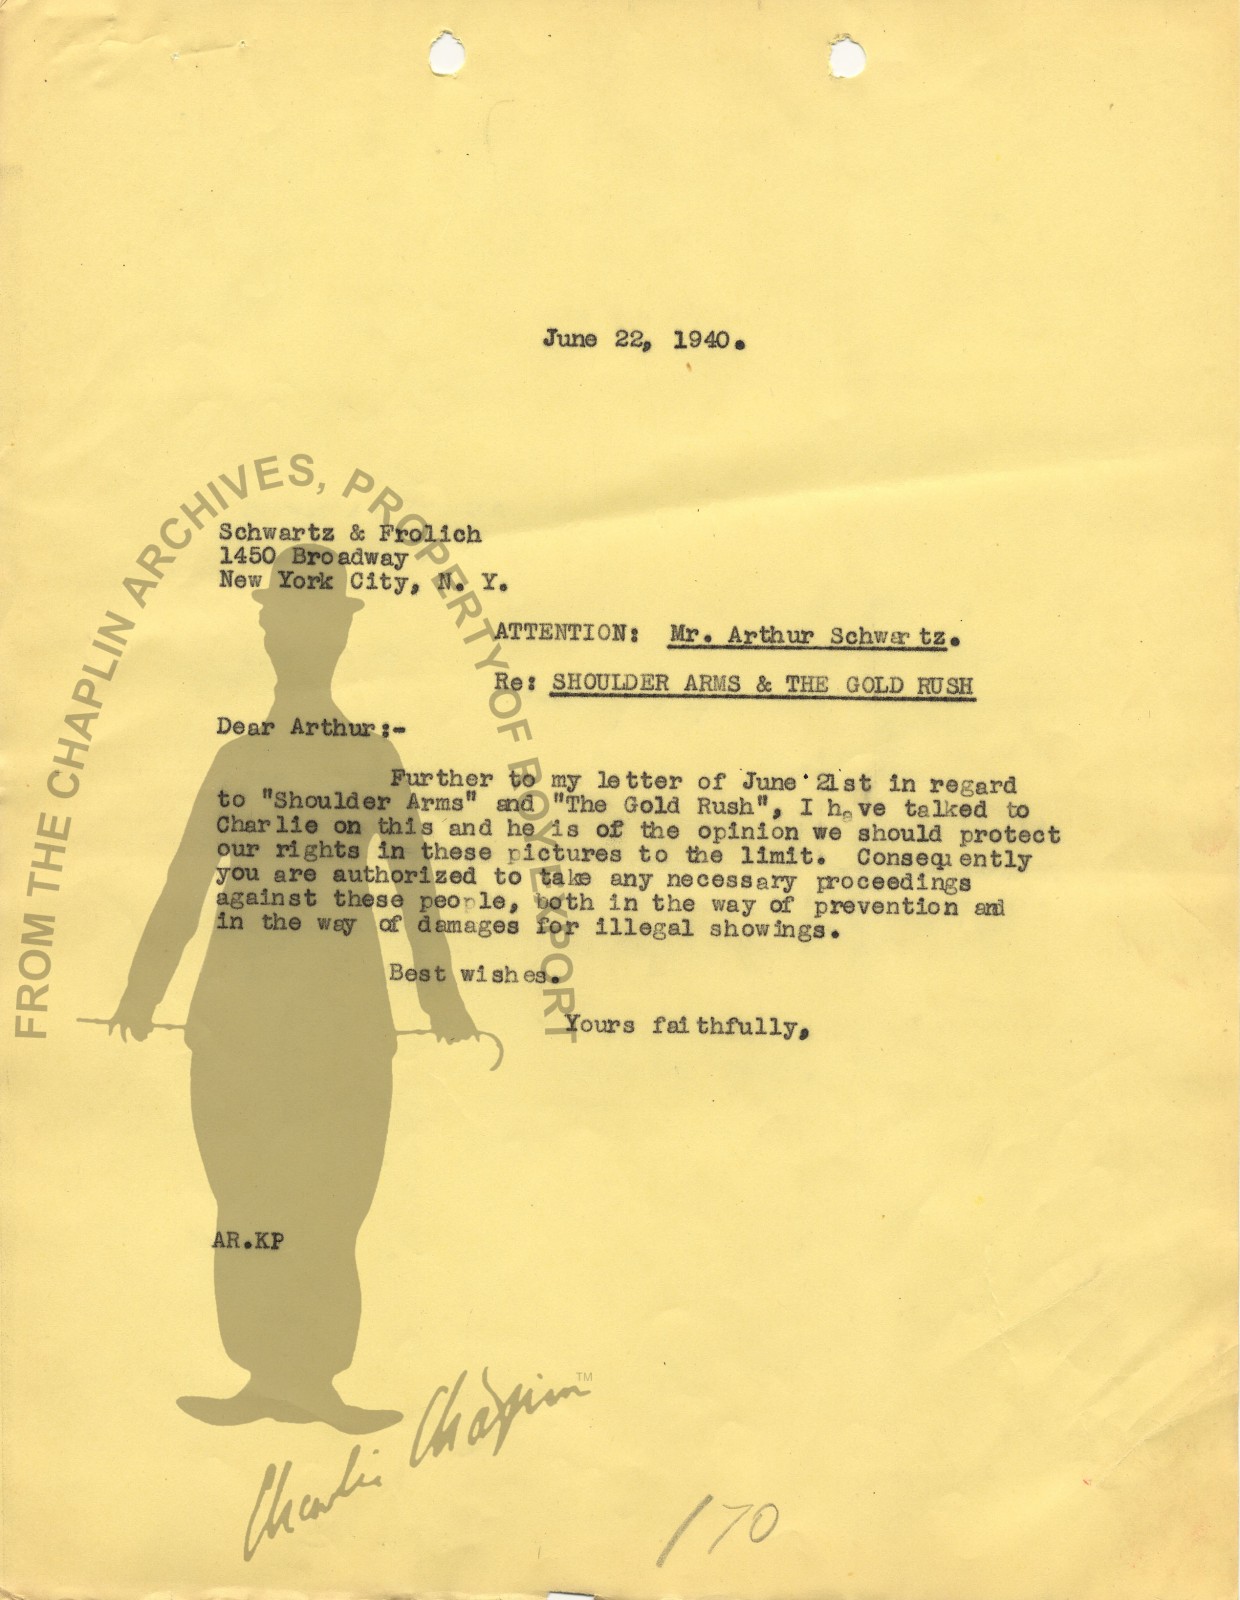 June 22, 1940.
Schwartz & Frolich
1450 Broadway
New York City, N. Y.
ATTENTION: Mr. Arthur Schwartz.
Re: SHOULDER ARMS & THE GOLD RUSH
Dear Arthur:-
Further to my letter of June 21st in regard
to "Shoulder Arms" and "The Gold Rush", I have talked to
Charlie on this and he is of the opinion we should protect
our rights in these pictures to the limit. Consequently
you are authorized to take any necessary proceedings
against these people, both in the way of prevention and
in the way of damages for illegal showings.
Best wishes.
Yours faithfully,
AR.KP
FROM THE CHAPLIN ARCHIVES, PROPERTY OF ROY EXPORT
Charlie Chaplin™
170